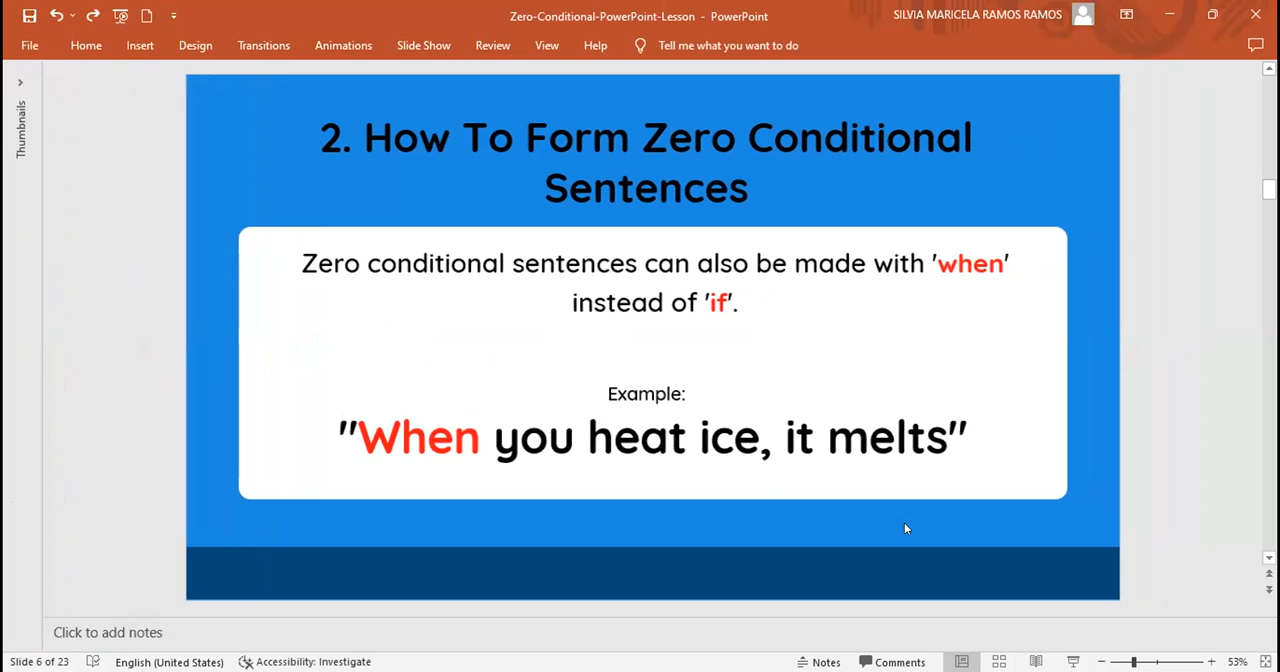 Zero-Conditional-PowerPoint-Lesson - PowerPoint
SILVIA MARICELA RAMOS RAMOS
File Home Insert Design Transitions Animations Slide Show Review View Help Tell me what you want to do
Thumbnails
2. How To Form Zero Conditional
Sentences
Zero conditional sentences can also be made with 'when'
instead of 'if'.
Example:
"When you heat ice, it melts"
Click to add notes
Slide 6 of 23 English (United States) Accessibility: Investigate Notes Comments 53%